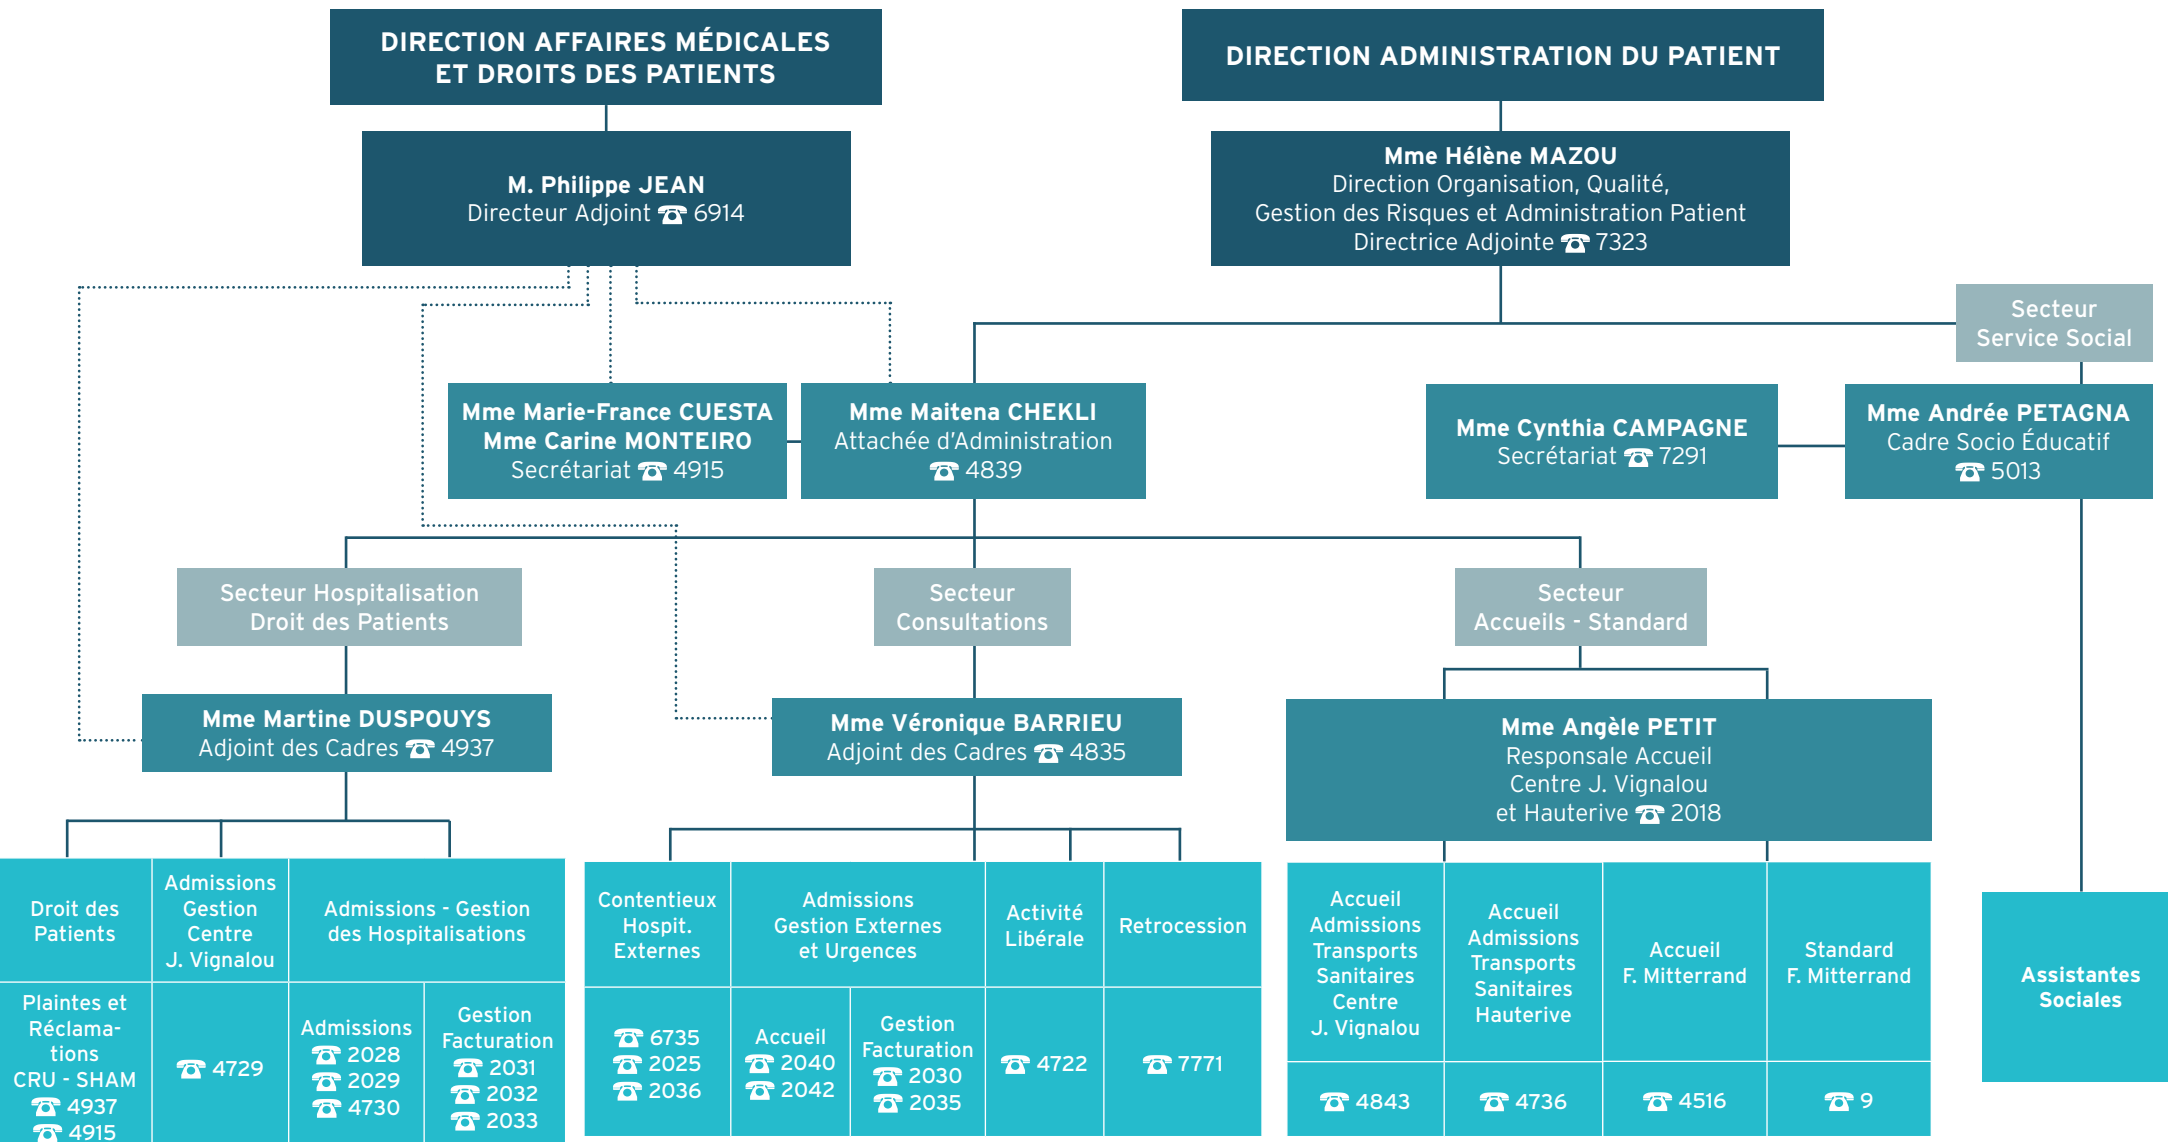 DIRECTION AFFAIRES MÉDICALES
ET DROITS DES PATIENTS
DIRECTION ADMINISTRATION DU PATIENT
M. Philippe JEAN
Directeur Adjoint ☎ 6914
Mme Hélène MAZOU
Direction Organisation, Qualité,
Gestion des Risques et Administration Patient
Directrice Adjointe ☎ 7323
Secteur
Service Social
Mme Marie-France CUESTA
Mme Carine MONTEIRO
Secrétariat ☎ 4915
Mme Maitena CHEKLI
Attachée d'Administration
☎ 4839
Mme Cynthia CAMPAGNE
Secrétariat ☎ 7291
Mme Andrée PETAGNA
Cadre Socio Éducatif
☎ 5013
Secteur Hospitalisation
Droit des Patients
Secteur
Consultations
Secteur
Accueils - Standard
Mme Martine DUSPOUYS
Adjoint des Cadres ☎ 4937
Mme Véronique BARRIEU
Adjoint des Cadres ☎ 4835
Mme Angèle PETIT
Responsale Accueil
Centre J. Vignalou
et Hauterive ☎ 2018
Droit des
Patients
Admissions
Gestion
Centre
J. Vignalou
Admissions - Gestion
des Hospitalisations
Plaintes et
Réclama-
tions
CRU - SHAM
☎ 4937
☎ 4915
☎ 4729
Admissions
☎ 2028
☎ 2029
☎ 4730
Gestion
Facturation
☎ 2031
☎ 2032
☎ 2033
Contentieux
Hospit.
Externes
Admissions
Gestion Externes
et Urgences
Activité
Libérale
Retrocession
☎ 6735
☎ 2025
☎ 2036
Accueil
☎ 2040
☎ 2042
Gestion
Facturation
☎ 2030
☎ 2035
☎ 4722
☎ 7771
Accueil
Admissions
Transports
Sanitaires
Centre
J. Vignalou
Accueil
Admissions
Transports
Sanitaires
Hauterive
Accueil
F. Mitterrand
Standard
F. Mitterrand
☎ 4843
☎ 4736
☎ 4516
☎ 9
Assistantes
Sociales